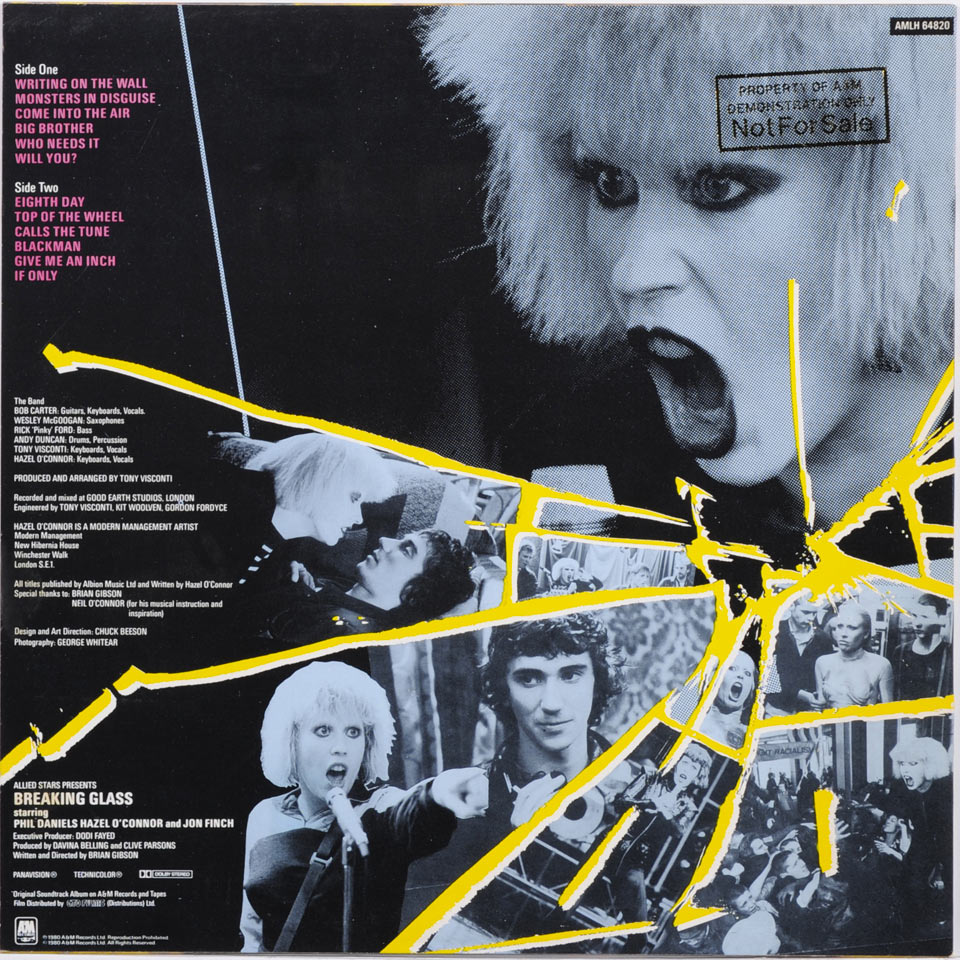 AMLH 64820
PROPERTY OF A&M
DEMONSTRATION ONLY
Not For Sale
Side One
WRITING ON THE WALL
MONSTERS IN DISGUISE
COME INTO THE AIR
BIG BROTHER
WHO NEEDS IT
WILL YOU?
Side Two
EIGHTH DAY
TOP OF THE WHEEL
CALLS THE TUNE
BLACKMAN
GIVE ME AN INCH
IF ONLY
The Band
BOB CARTER: Guitars, Keyboards, Vocals.
WESLEY McGOOGAN: Saxophones
RICK 'Pinky' FORD: Bass
ANDY DUNCAN: Drums, Percussion
TONY VISCONTI: Keyboards, Vocals
HAZEL O'CONNOR: Keyboards, Vocals
PRODUCED AND ARRANGED BY TONY VISCONTI
Recorded and mixed at GOOD EARTH STUDIOS, LONDON
Engineered by TONY VISCONTI, KIT WOOLVEN, GORDON FORDYCE
HAZEL O'CONNOR IS A MODERN MANAGEMENT ARTIST
Modern Management
New Hibernia House
Winchester Walk
London S.E.1.
All titles published by Albion Music Ltd and Written by Hazel O'Connor
Special thanks to: BRIAN GIBSON
NEIL O'CONNOR (for his musical instruction and
inspiration)
Design and Art Direction: CHUCK BEESON
Photography: GEORGE WHITEAR
ALLIED STARS PRESENTS
BREAKING GLASS
starring
PHIL DANIELS HAZEL O'CONNOR and JON FINCH
Executive Producer: DODI FAYED
Produced by DAVINA BELLING and CLIVE PARSONS
Written and Directed by BRIAN GIBSON
PANAVISION® TECHNICOLOR® DOLBY STEREO
Original Soundtrack Album on A&M Records and Tapes
Film Distributed by (Distributions) Ltd.
A&M
℗ 1980 A&M Records Ltd. Reproduction Prohibited.
© 1980 A&M Records Ltd. All Rights Reserved.
RACIALISM